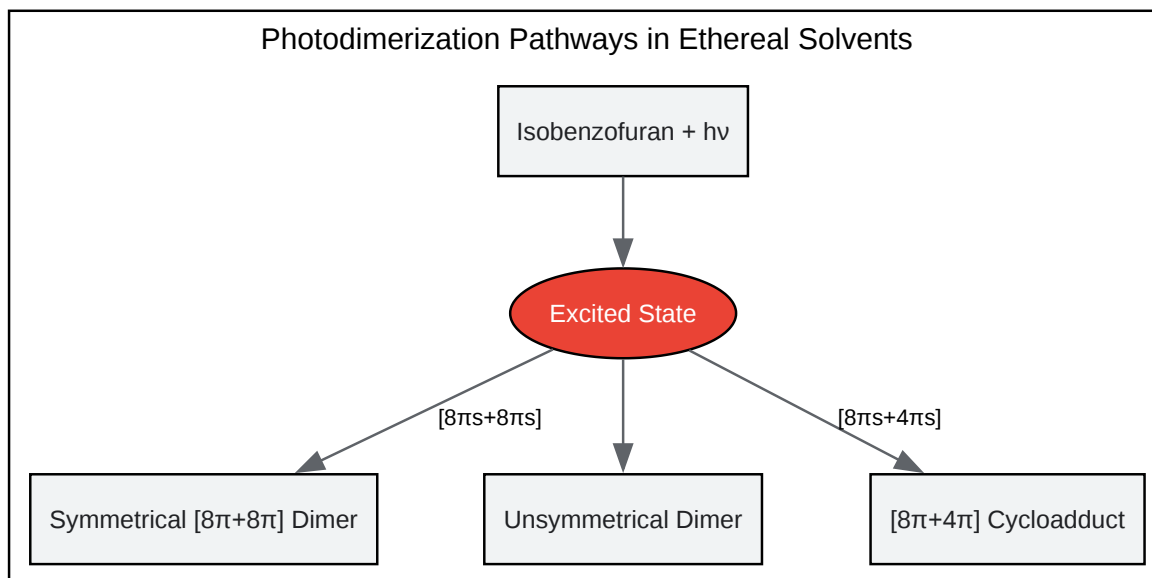 Photodimerization Pathways in Ethereal Solvents
Isobenzofuran + hν
Excited State
[8πs+8πs]
[8πs+4πs]
Symmetrical [8π+8π] Dimer
Unsymmetrical Dimer
[8π+4π] Cycloadduct